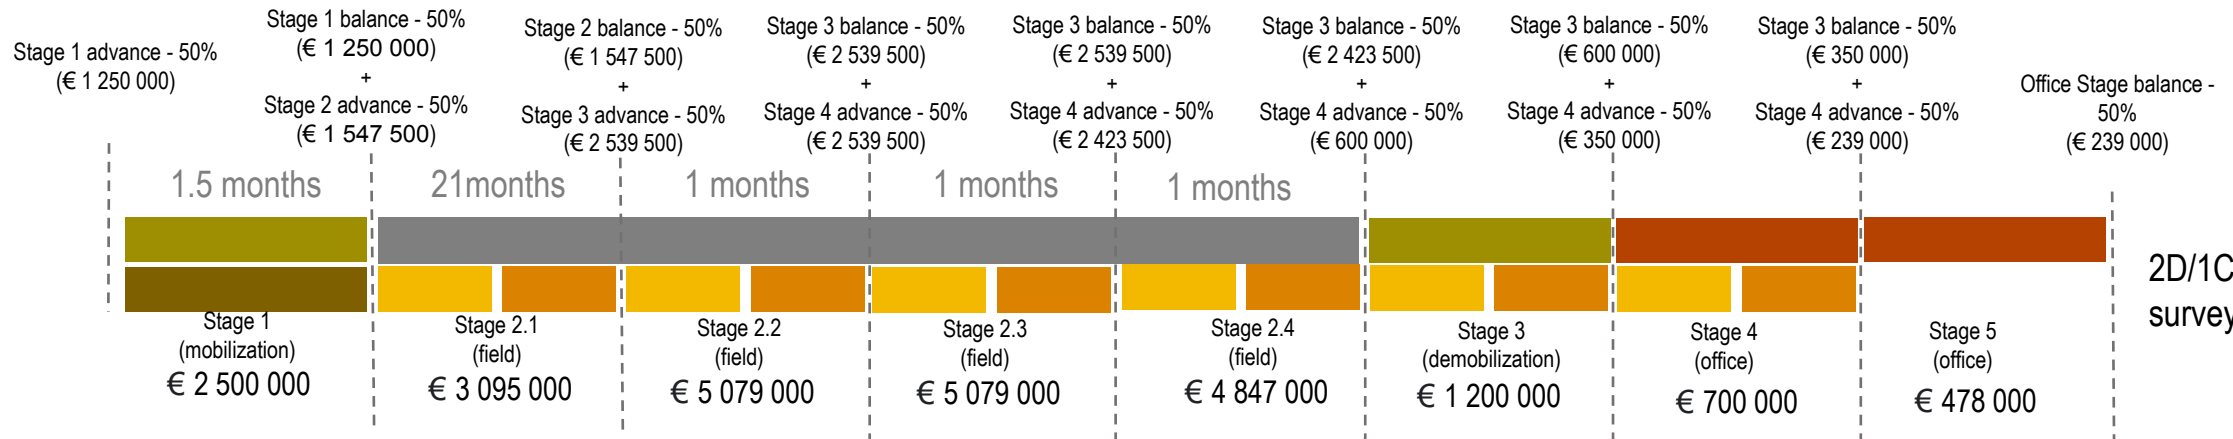 Stage 1 advance - 50%
(€ 1 250 000)
Stage 1 balance - 50%
(€ 1 250 000)
+
Stage 2 advance - 50%
(€ 1 547 500)
Stage 2 balance - 50%
(€ 1 547 500)
+
Stage 3 advance - 50%
(€ 2 539 500)
Stage 3 balance - 50%
(€ 2 539 500)
+
Stage 4 advance - 50%
(€ 2 539 500)
Stage 3 balance - 50%
(€ 2 539 500)
+
Stage 4 advance - 50%
(€ 2 423 500)
Stage 3 balance - 50%
(€ 2 423 500)
+
Stage 4 advance - 50%
(€ 600 000)
Stage 3 balance - 50%
(€ 600 000)
+
Stage 4 advance - 50%
(€ 350 000)
Stage 3 balance - 50%
(€ 350 000)
+
Stage 4 advance - 50%
(€ 239 000)
Office Stage balance -
50%
(€ 239 000)
1.5 months
21months
1 months
1 months
1 months
2D/1C
survey
Stage 1
(mobilization)
€ 2 500 000
Stage 2.1
(field)
€ 3 095 000
Stage 2.2
(field)
€ 5 079 000
Stage 2.3
(field)
€ 5 079 000
Stage 2.4
(field)
€ 4 847 000
Stage 3
(demobilization)
€ 1 200 000
Stage 4
(office)
€ 700 000
Stage 5
(office)
€ 478 000